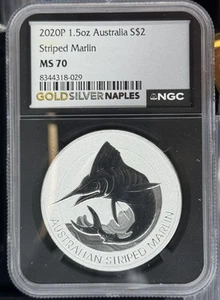 2020P 1.5oz Australia S$2
Striped Marlin
MS 70
8344318-029
GOLDSILVER NAPLES
NGC
AUSTRALIAN STRIPED MARLIN